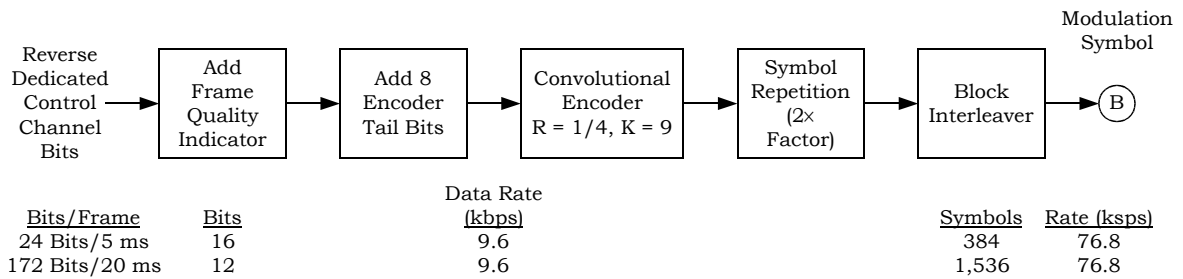 Reverse
Dedicated
Control
Channel
Bits
Add
Frame
Quality
Indicator
Add 8
Encoder
Tail Bits
Convolutional
Encoder
R = 1/4, K = 9
Symbol
Repetition
(2×
Factor)
Block
Interleaver
Modulation
Symbol
B
Data Rate
Bits/Frame Bits (kbps) Symbols Rate (ksps)
24 Bits/5 ms 16 9.6 384 76.8
172 Bits/20 ms 12 9.6 1,536 76.8